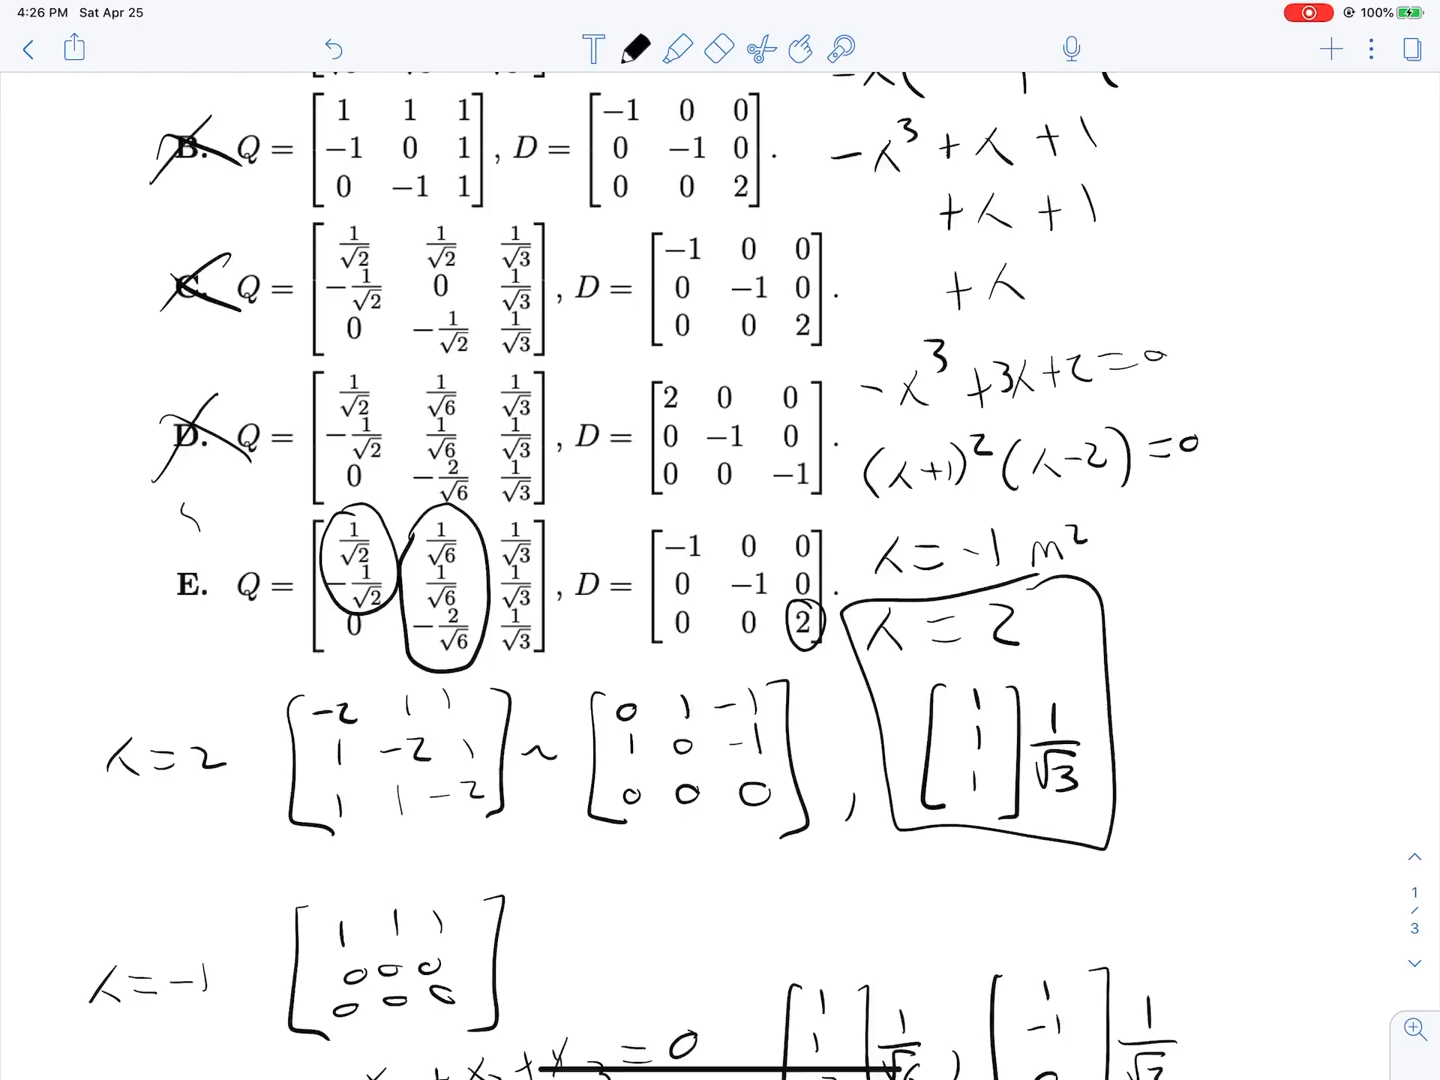 4:26 PM Sat Apr 25 100%
T
B. Q = [1 1 1; -1 0 1; 0 -1 1], D = [-1 0 0; 0 -1 0; 0 0 2].
C. Q = [1/√2 1/√2 1/√3; -1/√2 0 1/√3; 0 -1/√2 1/√3], D = [-1 0 0; 0 -1 0; 0 0 2].
D. Q = [1/√2 1/√6 1/√3; -1/√2 1/√6 1/√3; 0 -2/√6 1/√3], D = [2 0 0; 0 -1 0; 0 0 -1].
E. Q = [1/√2 1/√6 1/√3; -1/√2 1/√6 1/√3; 0 -2/√6 1/√3], D = [-1 0 0; 0 -1 0; 0 0 2].
-λ³ + λ + 1
+ λ + 1
+ λ
-λ³ + 3λ + 2 = 0
(λ+1)² (λ-2) = 0
λ = -1 m²
λ = 2
λ = 2 [-2 1 1; 1 -2 1; 1 1 -2] ~ [0 1 -1; 1 0 -1; 0 0 0], [1; 1; 1] 1/√3
λ = -1 [1 1 1; 0 0 0; 0 0 0]
= 0
1
/
3